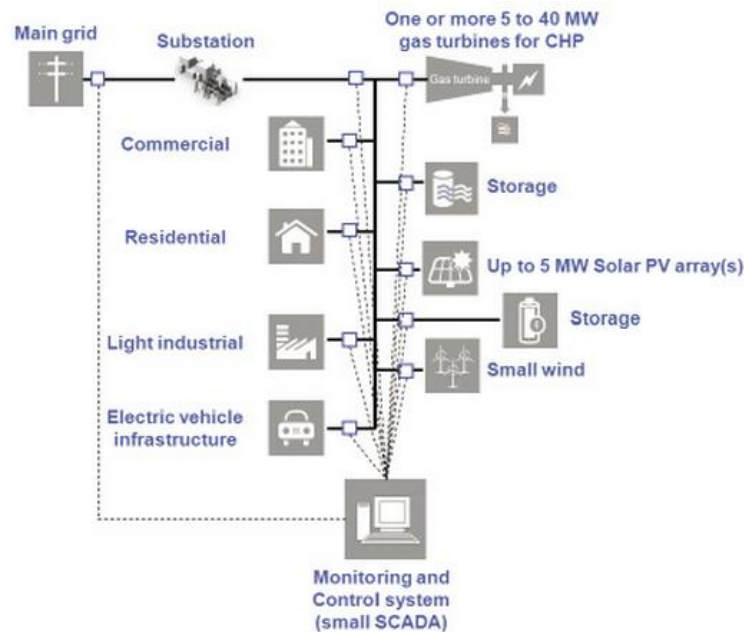 Main grid
Substation
One or more 5 to 40 MW
gas turbines for CHP
Gas turbine
Commercial
Storage
Residential
Up to 5 MW Solar PV array(s)
Storage
Light industrial
Small wind
Electric vehicle
infrastructure
Monitoring and
Control system
(small SCADA)